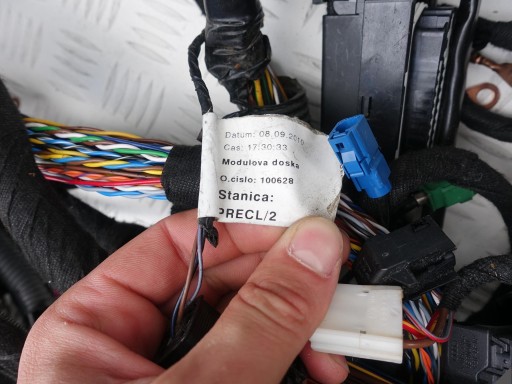 Datum: 08.09.2010
Cas: 17:30:33
Modulova doska
O.cislo: 100628
Stanica:
PRECL/2